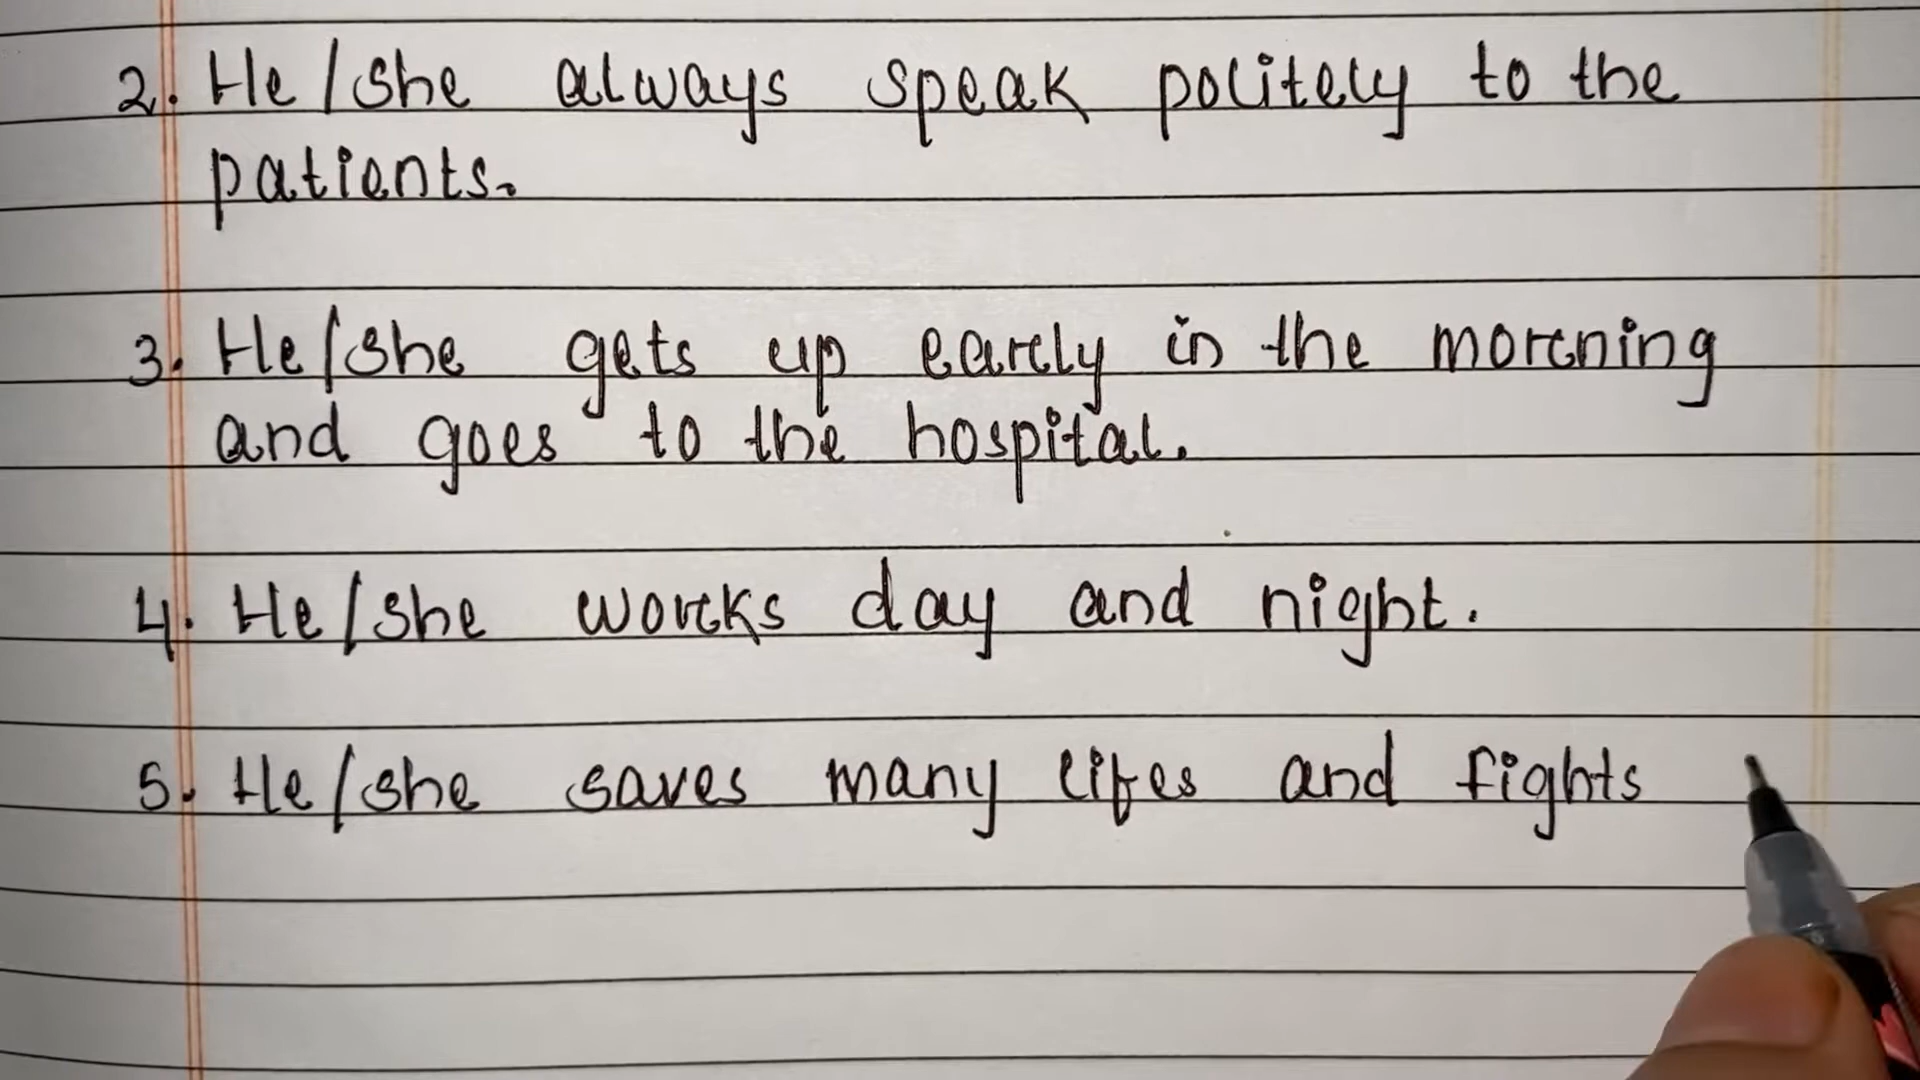 2. He/she always speak politely to the
patients.
3. He/she gets up early in the morning
and goes to the hospital.
4. He/she works day and night.
5. He/she saves many lifes and fights